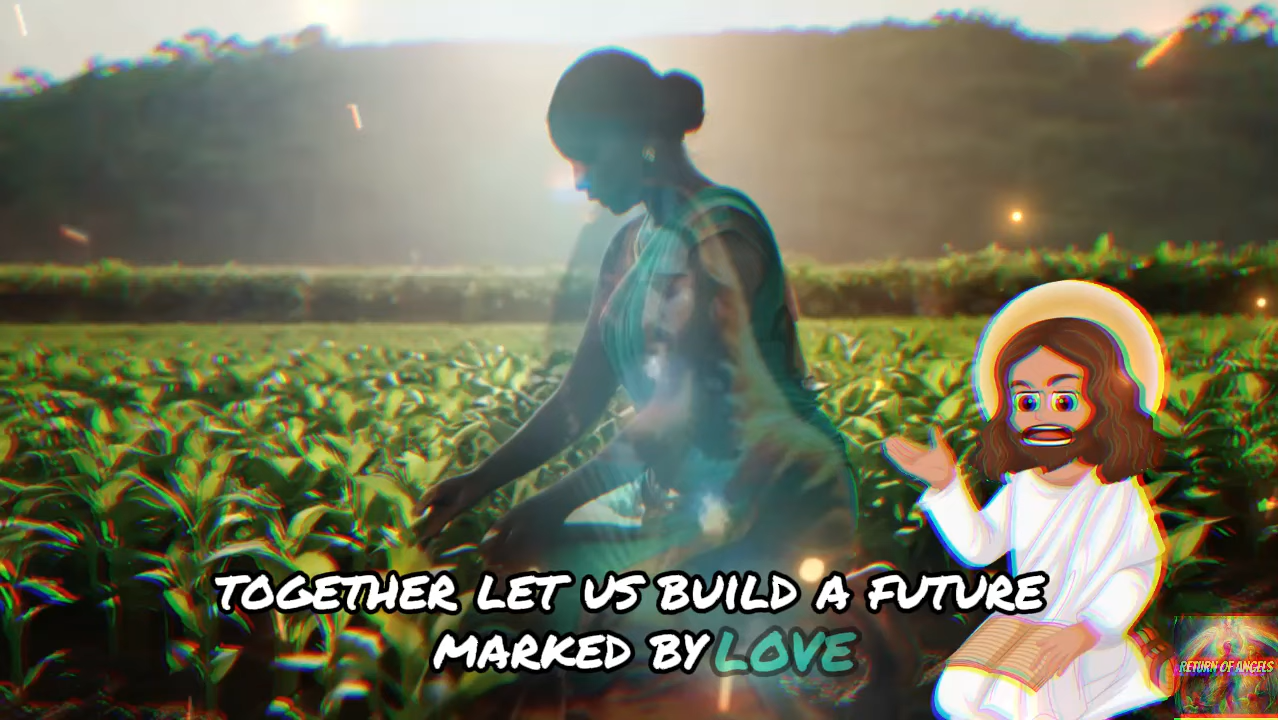 TOGETHER LET US BUILD A FUTURE
MARKED BY LOVE
RETURN OF ANGELS